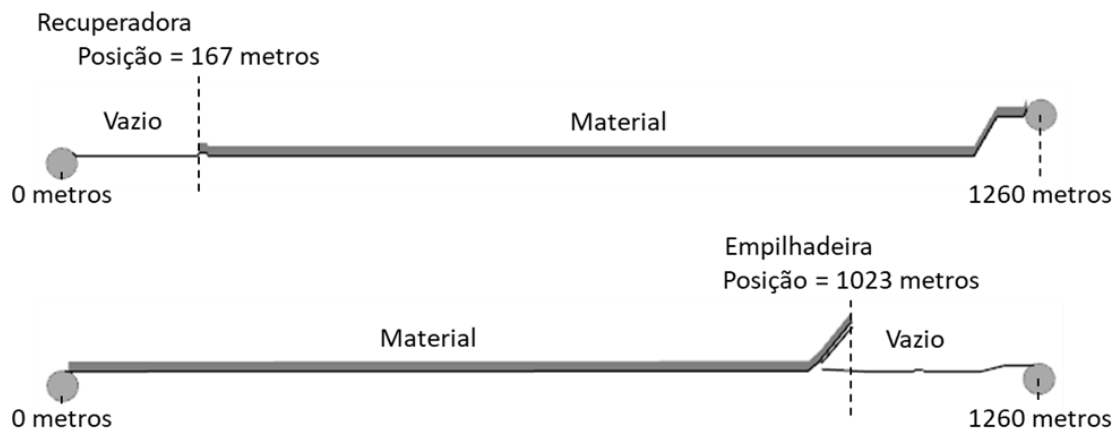 Recuperadora
Posição = 167 metros
Vazio
Material
0 metros
1260 metros
Empilhadeira
Posição = 1023 metros
Material
Vazio
0 metros
1260 metros